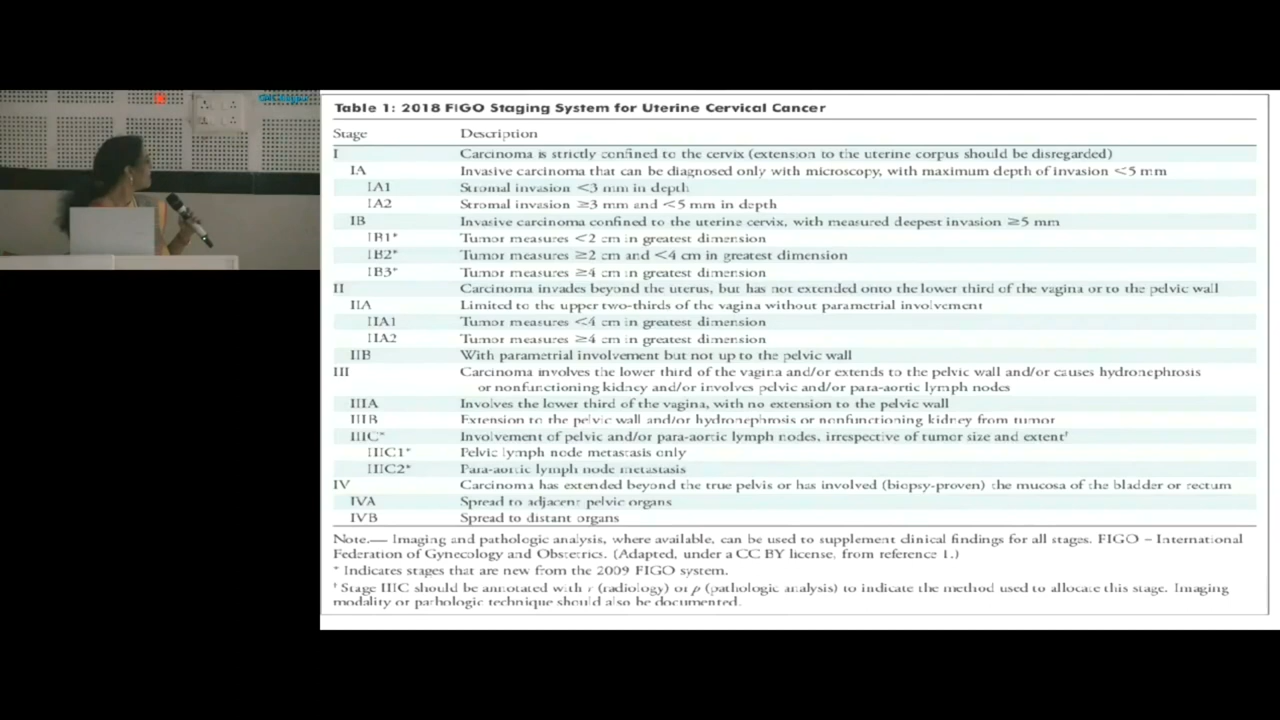 Table 1: 2018 FIGO Staging System for Uterine Cervical Cancer
Stage Description
I Carcinoma is strictly confined to the cervix (extension to the uterine corpus should be disregarded)
IA Invasive carcinoma that can be diagnosed only with microscopy, with maximum depth of invasion <5 mm
IA1 Stromal invasion <3 mm in depth
IA2 Stromal invasion ≥3 mm and <5 mm in depth
IB Invasive carcinoma confined to the uterine cervix, with measured deepest invasion ≥5 mm
IB1* Tumor measures <2 cm in greatest dimension
IB2* Tumor measures ≥2 cm and <4 cm in greatest dimension
IB3* Tumor measures ≥4 cm in greatest dimension
II Carcinoma invades beyond the uterus, but has not extended onto the lower third of the vagina or to the pelvic wall
IIA Limited to the upper two-thirds of the vagina without parametrial involvement
IIA1 Tumor measures <4 cm in greatest dimension
IIA2 Tumor measures ≥4 cm in greatest dimension
IIB With parametrial involvement but not up to the pelvic wall
III Carcinoma involves the lower third of the vagina and/or extends to the pelvic wall and/or causes hydronephrosis
or nonfunctioning kidney and/or involves pelvic and/or para-aortic lymph nodes
IIIA Involves the lower third of the vagina, with no extension to the pelvic wall
IIIB Extension to the pelvic wall and/or hydronephrosis or nonfunctioning kidney from tumor
IIIC* Involvement of pelvic and/or para-aortic lymph nodes, irrespective of tumor size and extent†
IIIC1* Pelvic lymph node metastasis only
IIIC2* Para-aortic lymph node metastasis
IV Carcinoma has extended beyond the true pelvis or has involved (biopsy-proven) the mucosa of the bladder or rectum
IVA Spread to adjacent pelvic organs
IVB Spread to distant organs
Note.— Imaging and pathologic analysis, where available, can be used to supplement clinical findings for all stages. FIGO = International
Federation of Gynecology and Obstetrics. (Adapted, under a CC BY license, from reference 1.)
* Indicates stages that are new from the 2009 FIGO system.
† Stage IIIC should be annotated with r (radiology) or p (pathologic analysis) to indicate the method used to allocate this stage. Imaging
modality or pathologic technique should also be documented.